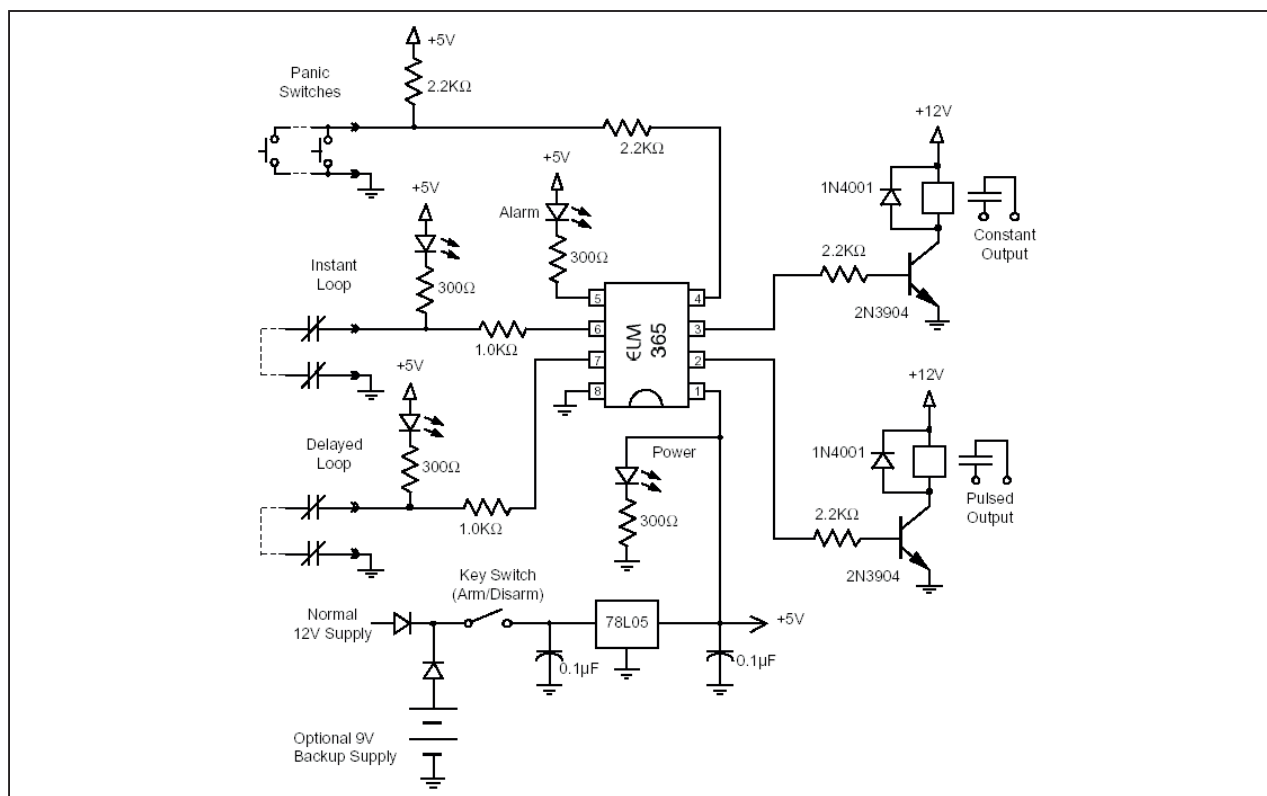 +5V
Panic
Switches
2.2KΩ
2.2KΩ
+12V
1N4001
Constant
Output
2.2KΩ
2N3904
+5V
Alarm
300Ω
+5V
Instant
Loop
300Ω
1.0KΩ
5
6
7
8
ELM
365
4
3
2
1
+5V
Delayed
Loop
300Ω
1.0KΩ
Power
300Ω
+12V
1N4001
Pulsed
Output
2.2KΩ
2N3904
Key Switch
(Arm/Disarm)
Normal
12V Supply
78L05
+5V
0.1µF
0.1µF
Optional 9V
Backup Supply